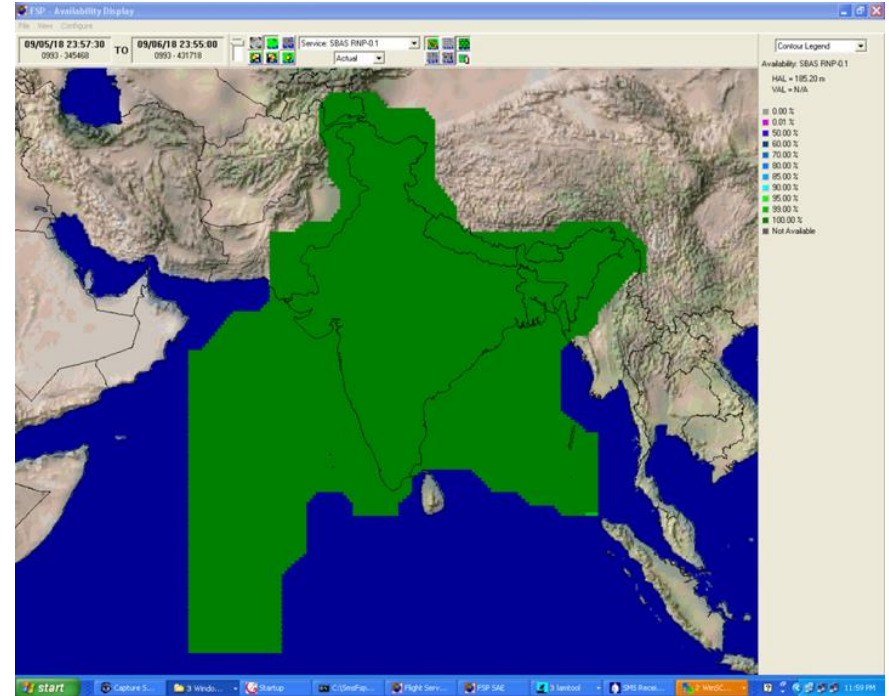 FSP - Availability Display
File View Configure
09/05/18 23:57:30
0993 - 345468
TO
09/06/18 23:55:00
0993 - 431718
Service: SBAS RNP-0.1
Actual
Contour Legend
Availability: SBAS RNP-0.1
HAL = 185.20 m
VAL = N/A
0.00 %
0.01 %
50.00 %
60.00 %
70.00 %
80.00 %
85.00 %
90.00 %
95.00 %
99.00 %
100.00 %
Not Available
start
Capture S...
3 Windo...
Startup
C:\SmoFsp...
Flight Serv...
FSP SAE
SMS Recei...
2 WinSC...
11:59 PM